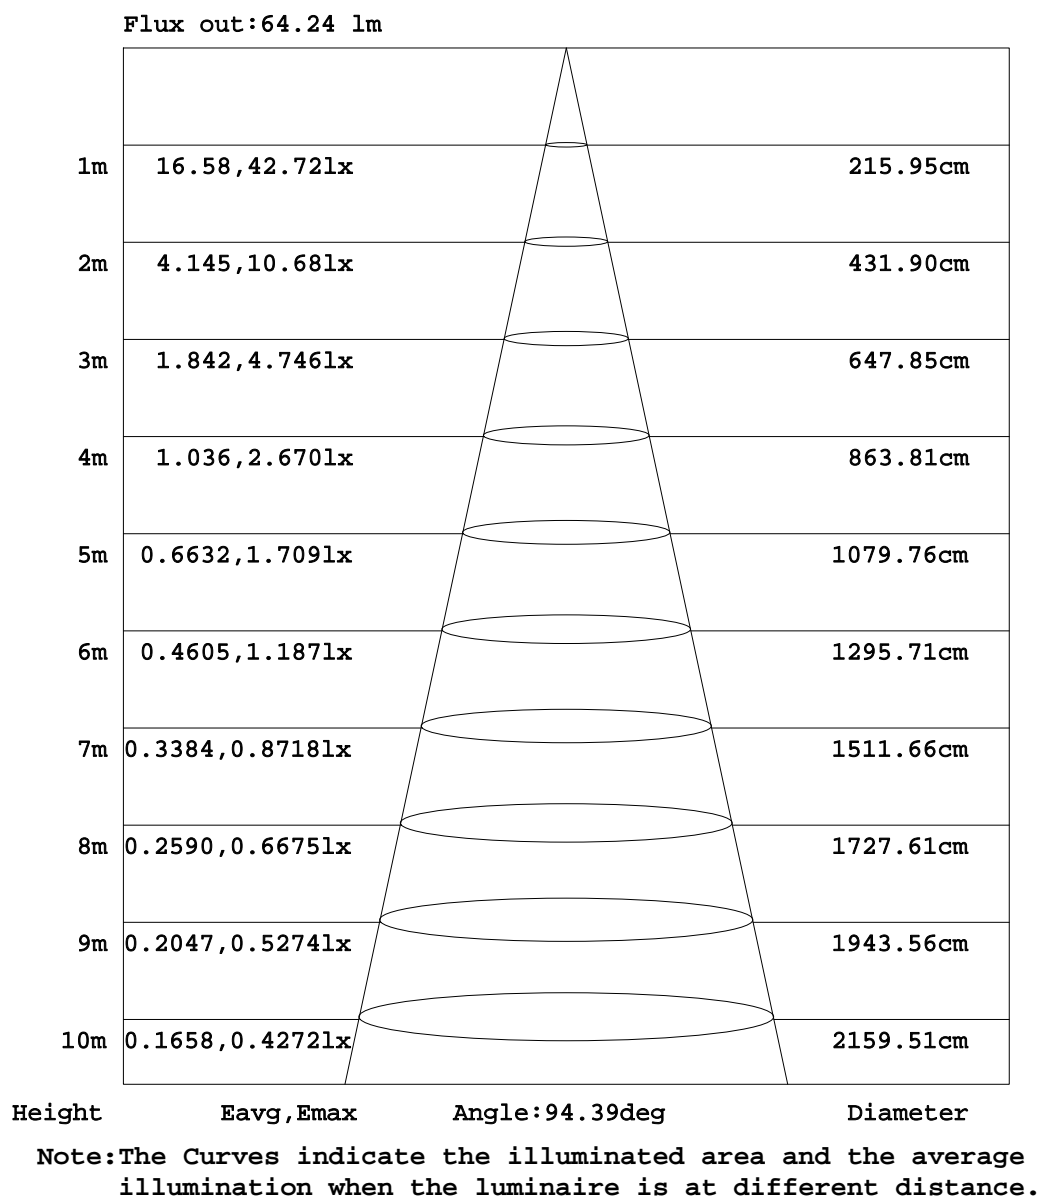 Flux out:64.24 lm
1m 16.58,42.72lx 215.95cm
2m 4.145,10.68lx 431.90cm
3m 1.842,4.746lx 647.85cm
4m 1.036,2.670lx 863.81cm
5m 0.6632,1.709lx 1079.76cm
6m 0.4605,1.187lx 1295.71cm
7m 0.3384,0.8718lx 1511.66cm
8m 0.2590,0.6675lx 1727.61cm
9m 0.2047,0.5274lx 1943.56cm
10m 0.1658,0.4272lx 2159.51cm
Height Eavg,Emax Angle:94.39deg Diameter
Note:The Curves indicate the illuminated area and the average
illumination when the luminaire is at different distance.